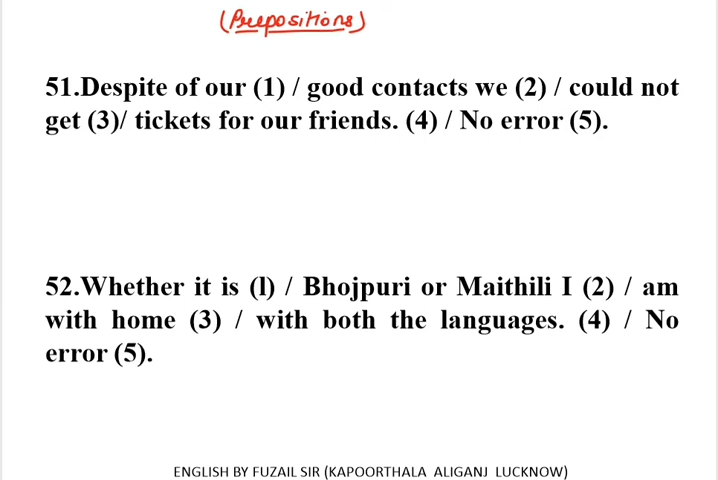 (Prepositions)
51.Despite of our (1) / good contacts we (2) / could not
get (3)/ tickets for our friends. (4) / No error (5).
52.Whether it is (l) / Bhojpuri or Maithili I (2) / am
with home (3) / with both the languages. (4) / No
error (5).
ENGLISH BY FUZAIL SIR (KAPOORTHALA ALIGANJ LUCKNOW)